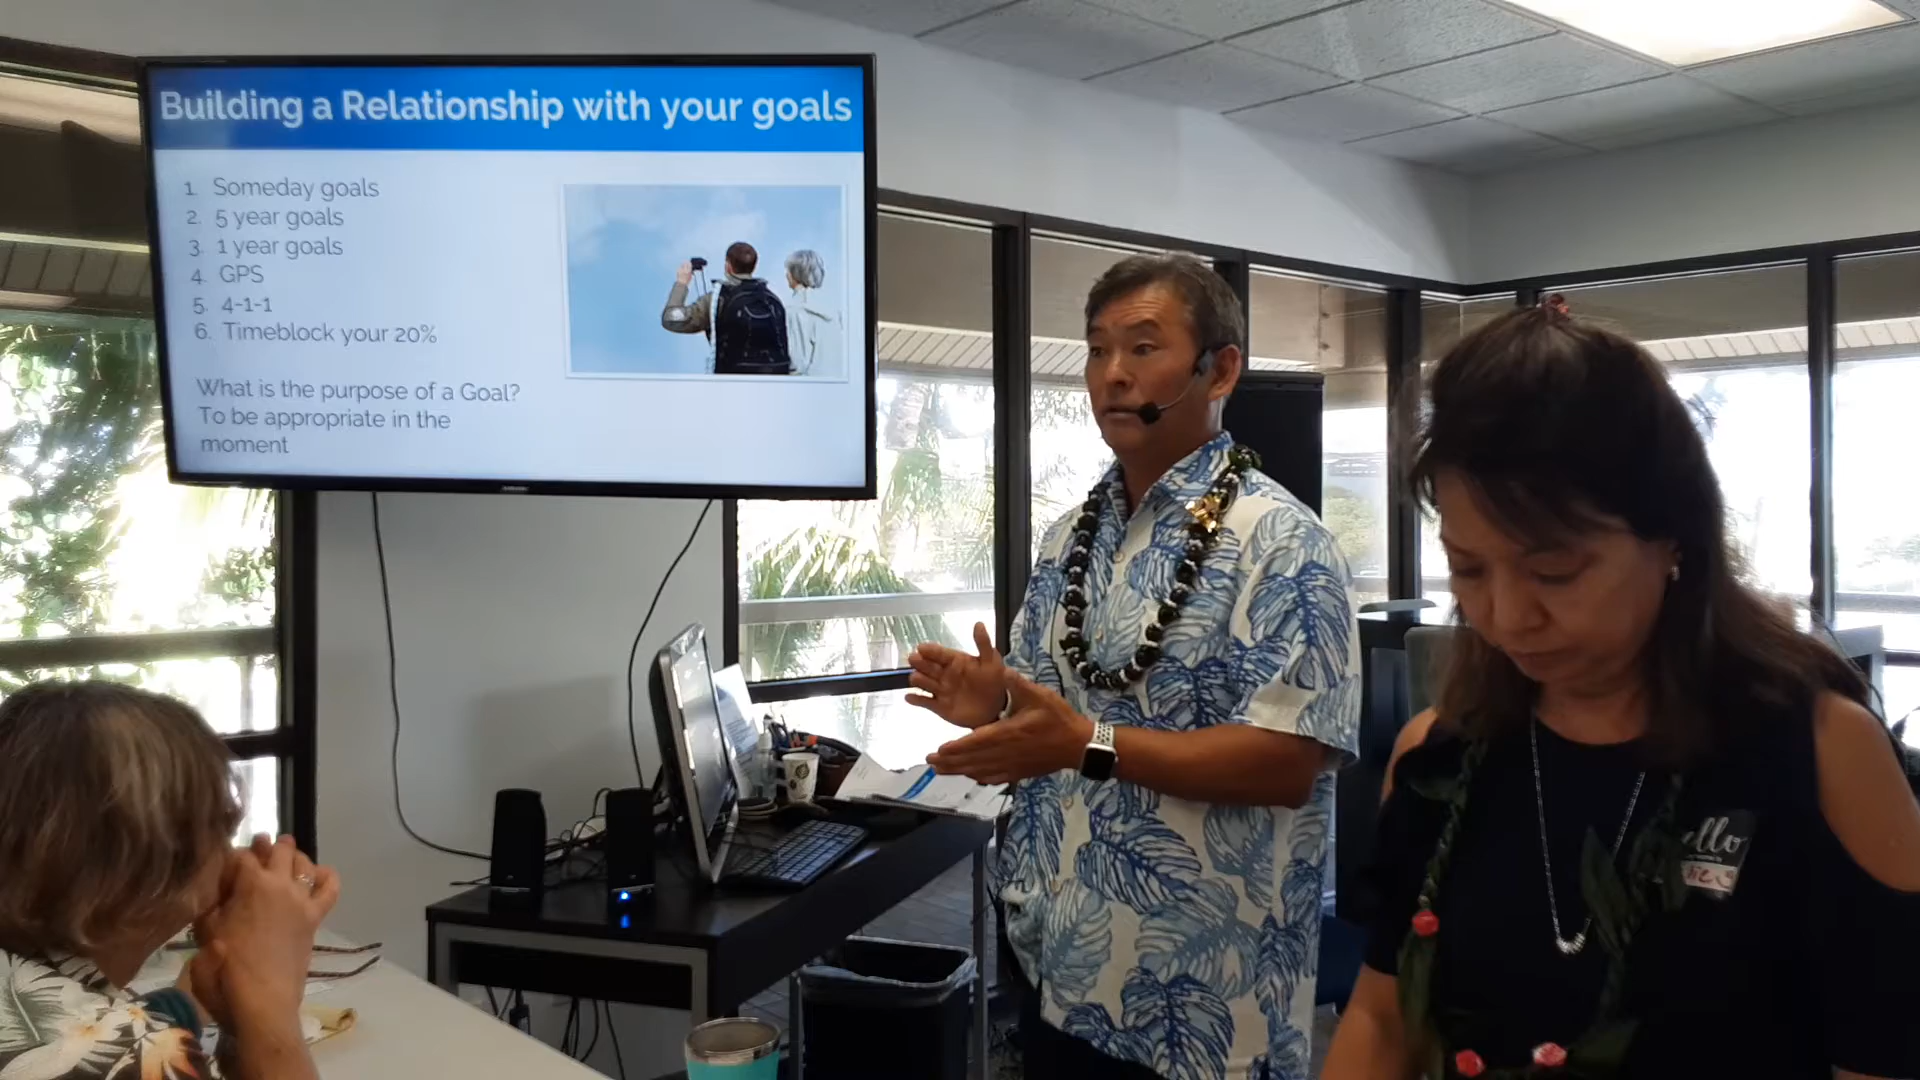 Building a Relationship with your goals
1. Someday goals
2. 5 year goals
3. 1 year goals
4. GPS
5. 4-1-1
6. Timeblock your 20%
What is the purpose of a Goal?
To be appropriate in the
moment